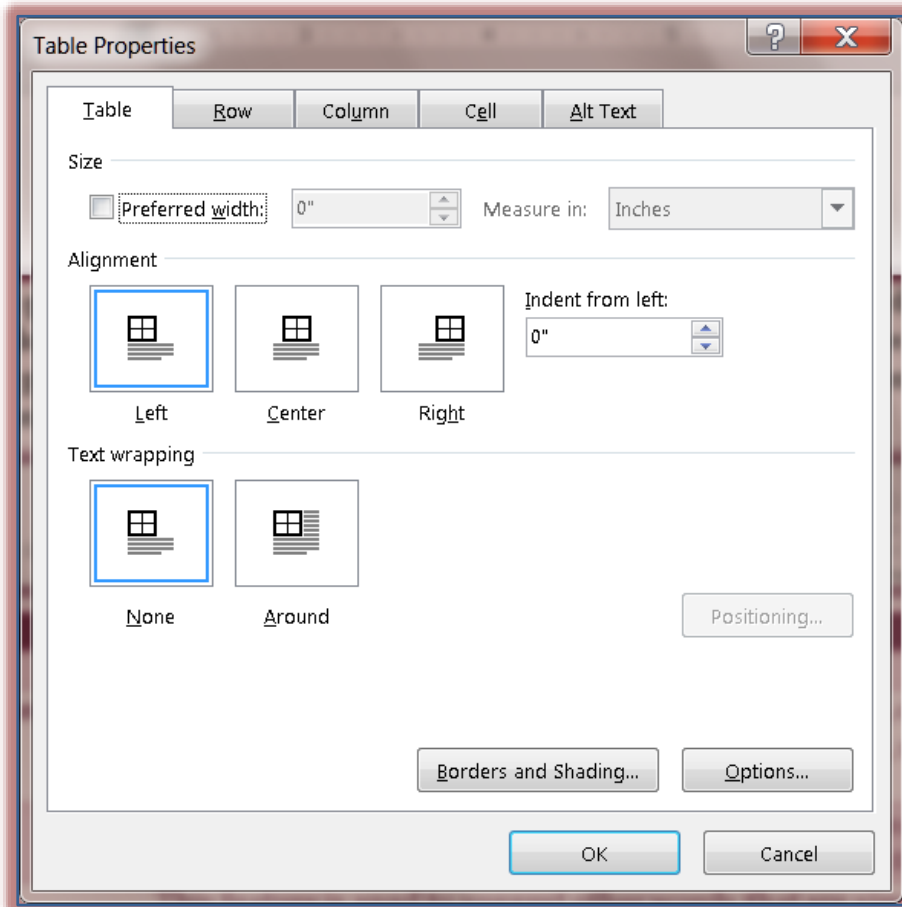 Table Properties
Table Row Column Cell Alt Text
Size
Preferred width: 0" Measure in: Inches
Alignment
Indent from left:
0"
Left Center Right
Text wrapping
None Around
Positioning...
Borders and Shading... Options...
OK Cancel